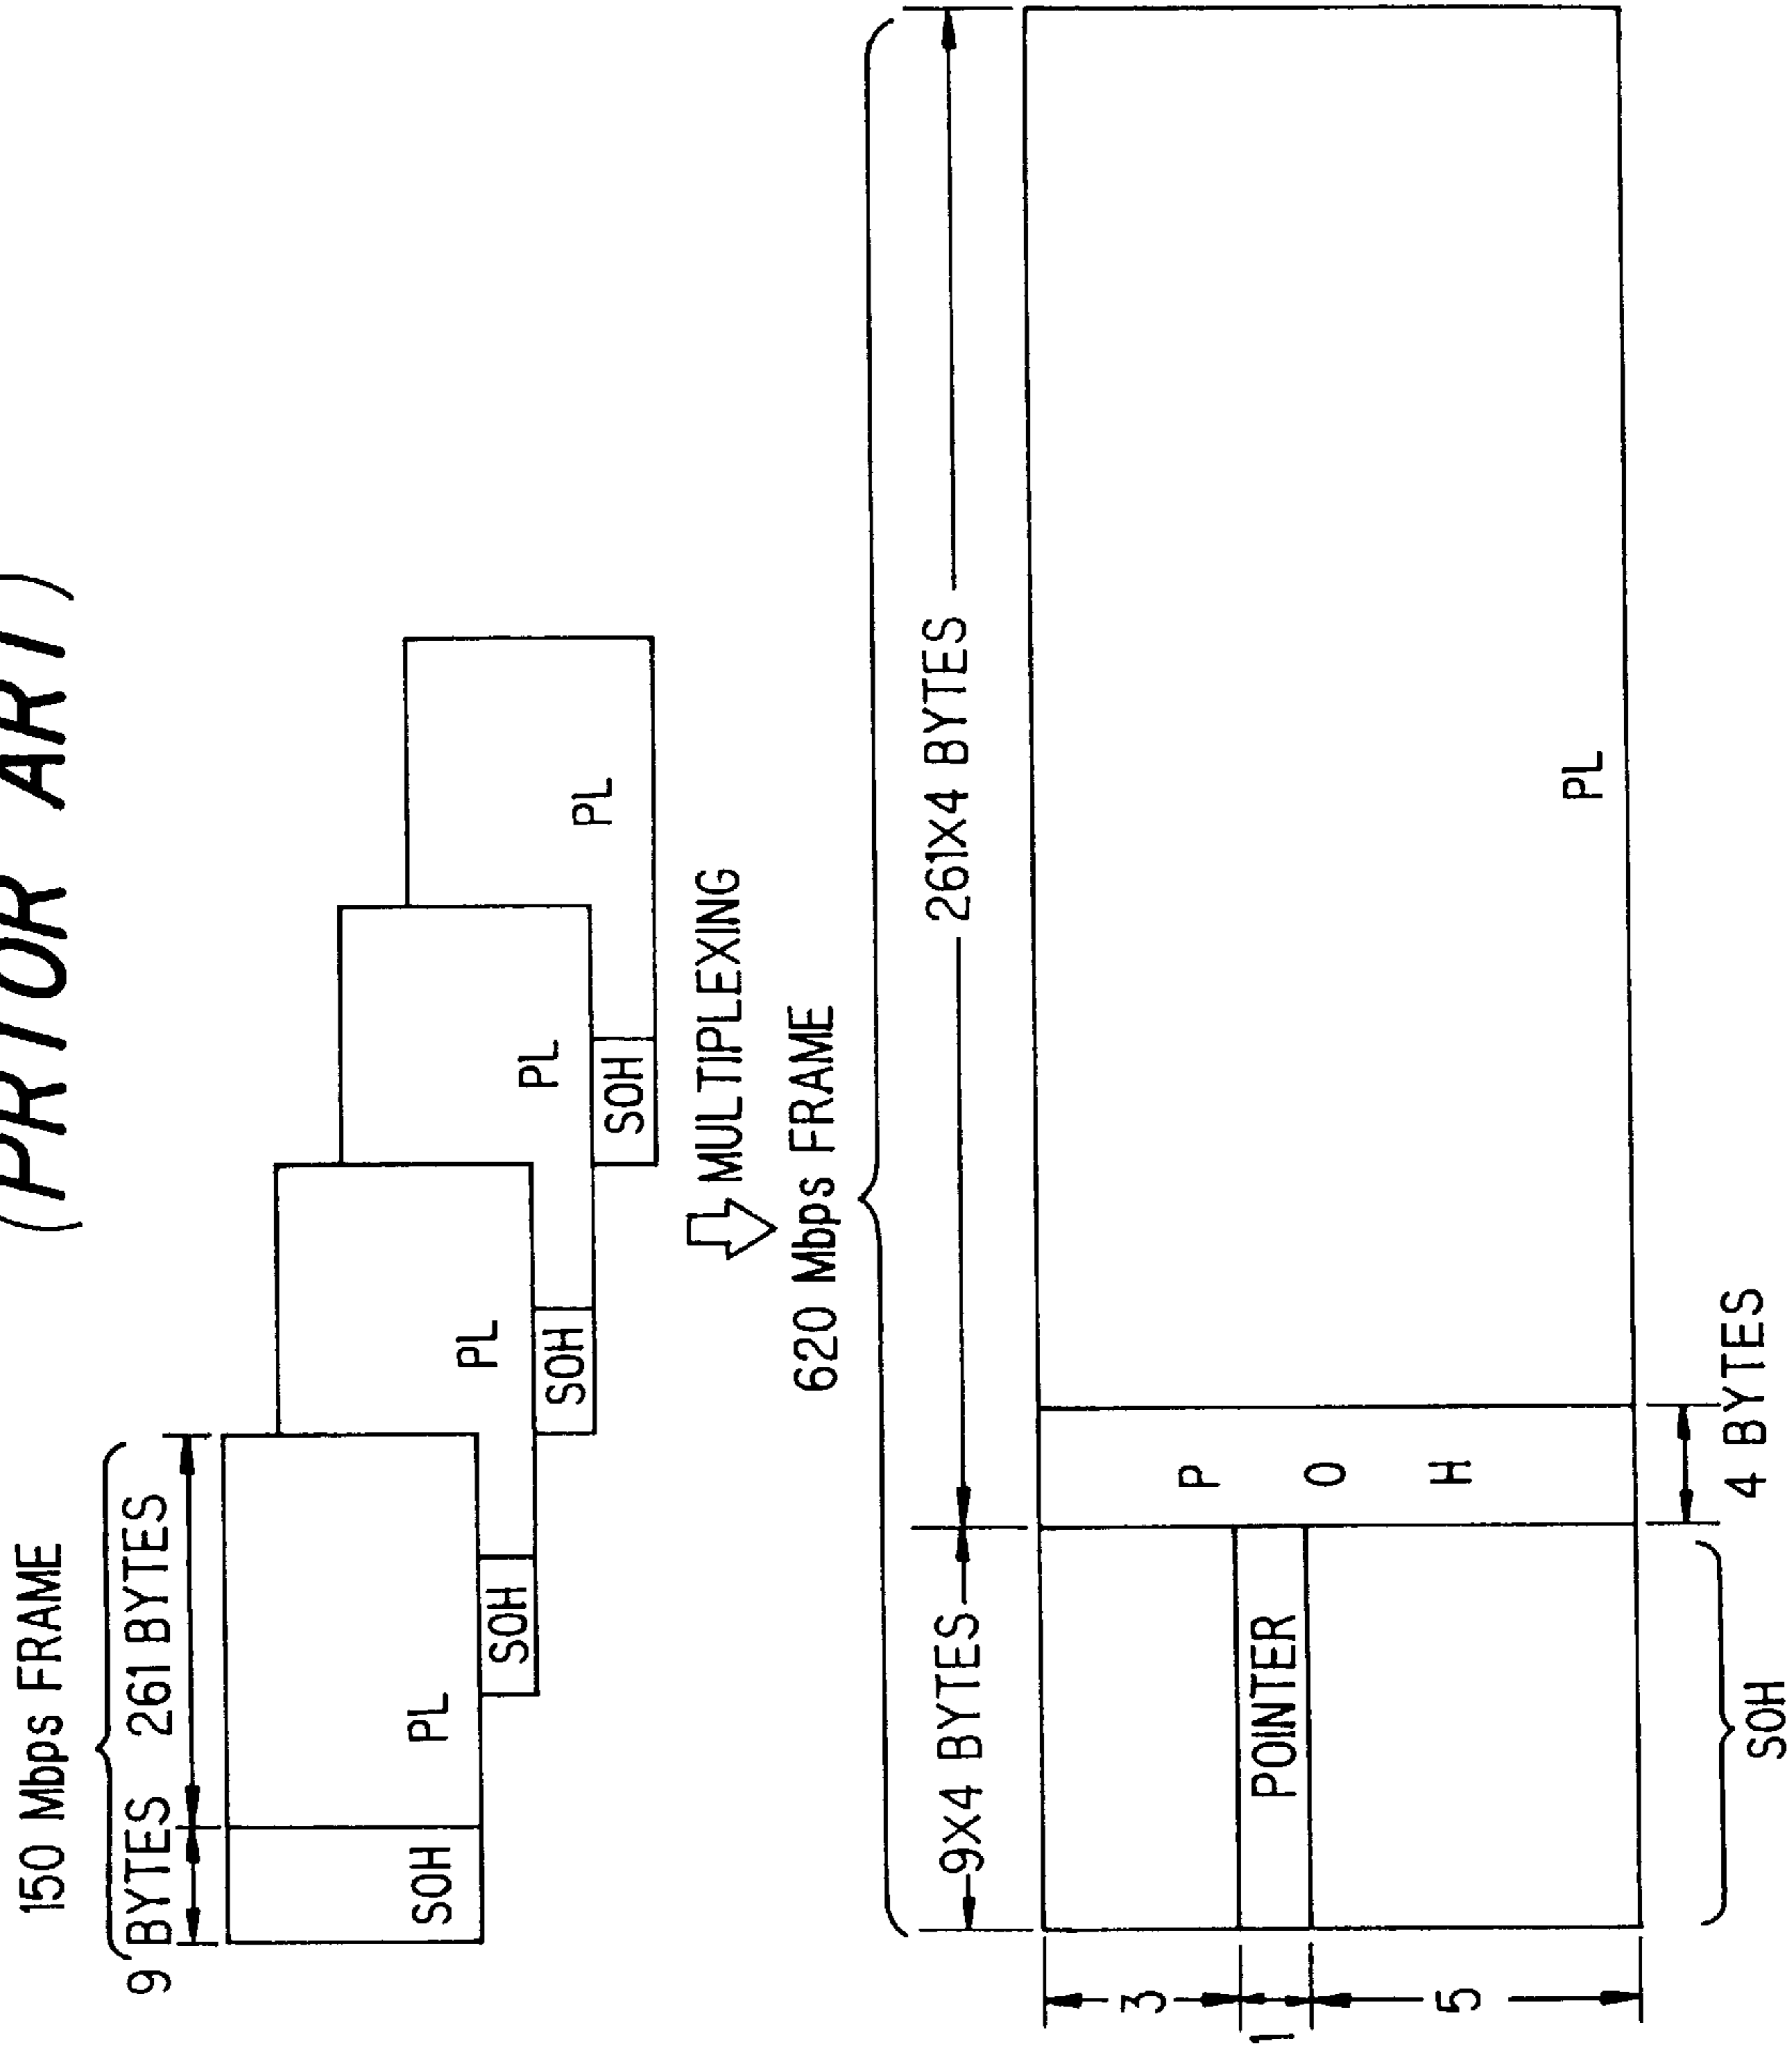 (PRIOR ART)
150 Mbps FRAME
9 BYTES 261 BYTES
SOH PL
SOH PL
SOH PL
SOH PL
MULTIPLEXING
620 Mbps FRAME
9X4 BYTES 261X4 BYTES
3
1 POINTER
5
P
O
H
PL
SOH
4 BYTES